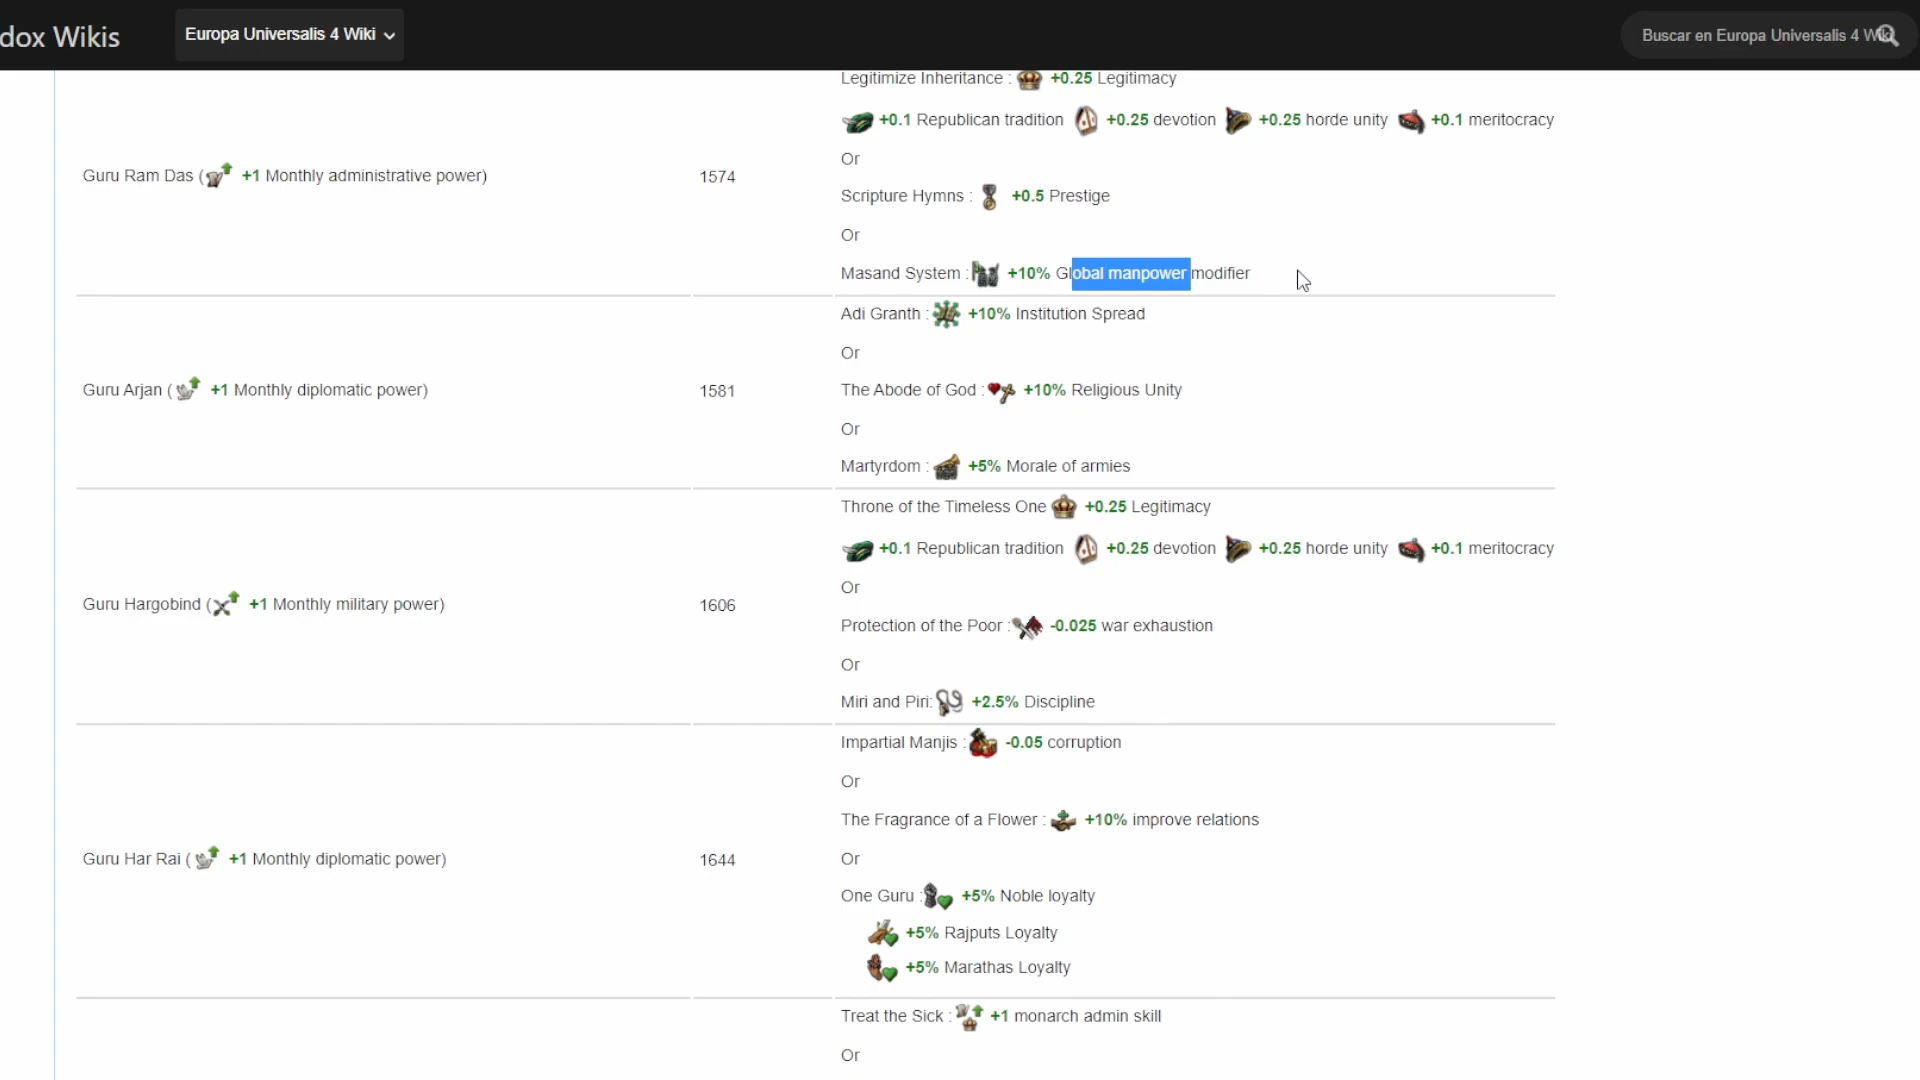 dox Wikis
Europa Universalis 4 Wiki
Buscar en Europa Universalis 4 Wiki
Legitimize Inheritance : +0.25 Legitimacy
+0.1 Republican tradition +0.25 devotion +0.25 horde unity +0.1 meritocracy
Or
Guru Ram Das ( +1 Monthly administrative power) 1574
Scripture Hymns : +0.5 Prestige
Or
Masand System : +10% Global manpower modifier
Adi Granth : +10% Institution Spread
Or
Guru Arjan ( +1 Monthly diplomatic power) 1581
The Abode of God : +10% Religious Unity
Or
Martyrdom : +5% Morale of armies
Throne of the Timeless One +0.25 Legitimacy
+0.1 Republican tradition +0.25 devotion +0.25 horde unity +0.1 meritocracy
Or
Guru Hargobind ( +1 Monthly military power) 1606
Protection of the Poor : -0.025 war exhaustion
Or
Miri and Piri: +2.5% Discipline
Impartial Manjis : -0.05 corruption
Or
The Fragrance of a Flower : +10% improve relations
Guru Har Rai ( +1 Monthly diplomatic power) 1644
Or
One Guru : +5% Noble loyalty
+5% Rajputs Loyalty
+5% Marathas Loyalty
Treat the Sick : +1 monarch admin skill
Or